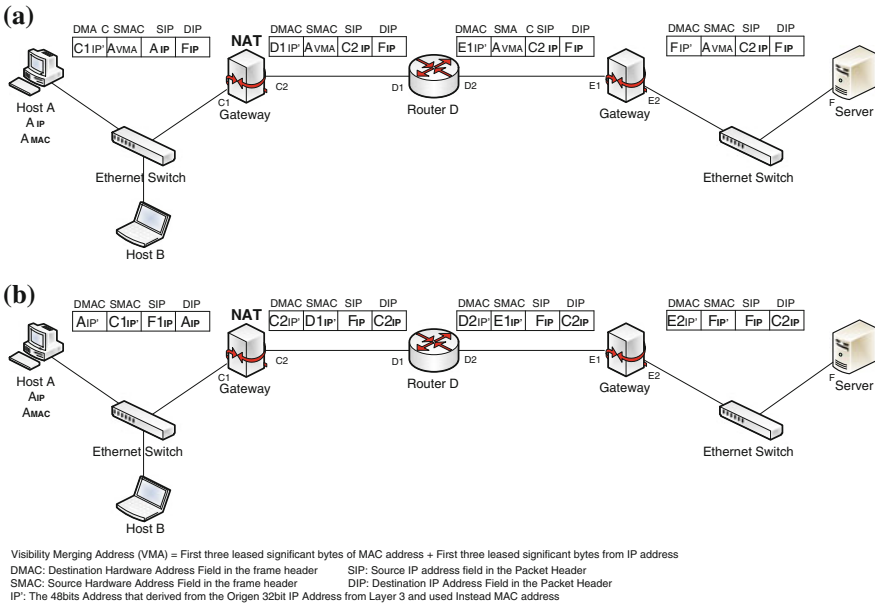 (a)
DMA C SMAC SIP DIP
C1IP' AVMA AIP FIP
NAT
DMAC SMAC SIP DIP
D1IP' AVMA C2IP FIP
DMAC SMA C SIP DIP
E1IP' AVMA C2IP FIP
DMAC SMAC SIP DIP
FIP' AVMA C2IP FIP
Host A
AIP
AMAC
C1
C2
Gateway
D1
D2
Router D
E1
E2
Gateway
F
Server
Ethernet Switch
Ethernet Switch
Host B
(b)
DMAC SMAC SIP DIP
AIP' C1IP' F1IP AIP
NAT
DMAC SMAC SIP DIP
C2IP' D1IP' FIP C2IP
DMAC SMAC SIP DIP
D2IP' E1IP' FIP C2IP
DMAC SMAC SIP DIP
E2IP' FIP' FIP C2IP
Host A
AIP
AMAC
C1
C2
Gateway
D1
D2
Router D
E1
E2
Gateway
F
Server
Ethernet Switch
Ethernet Switch
Host B
Visibility Merging Address (VMA) = First three leased significant bytes of MAC address + First three leased significant bytes from IP address
DMAC: Destination Hardware Address Field in the frame header SIP: Source IP address field in the Packet Header
SMAC: Source Hardware Address Field in the frame header DIP: Destination IP Address Field in the Packet Header
IP': The 48bits Address that derived from the Origen 32bit IP Address from Layer 3 and used Instead MAC address